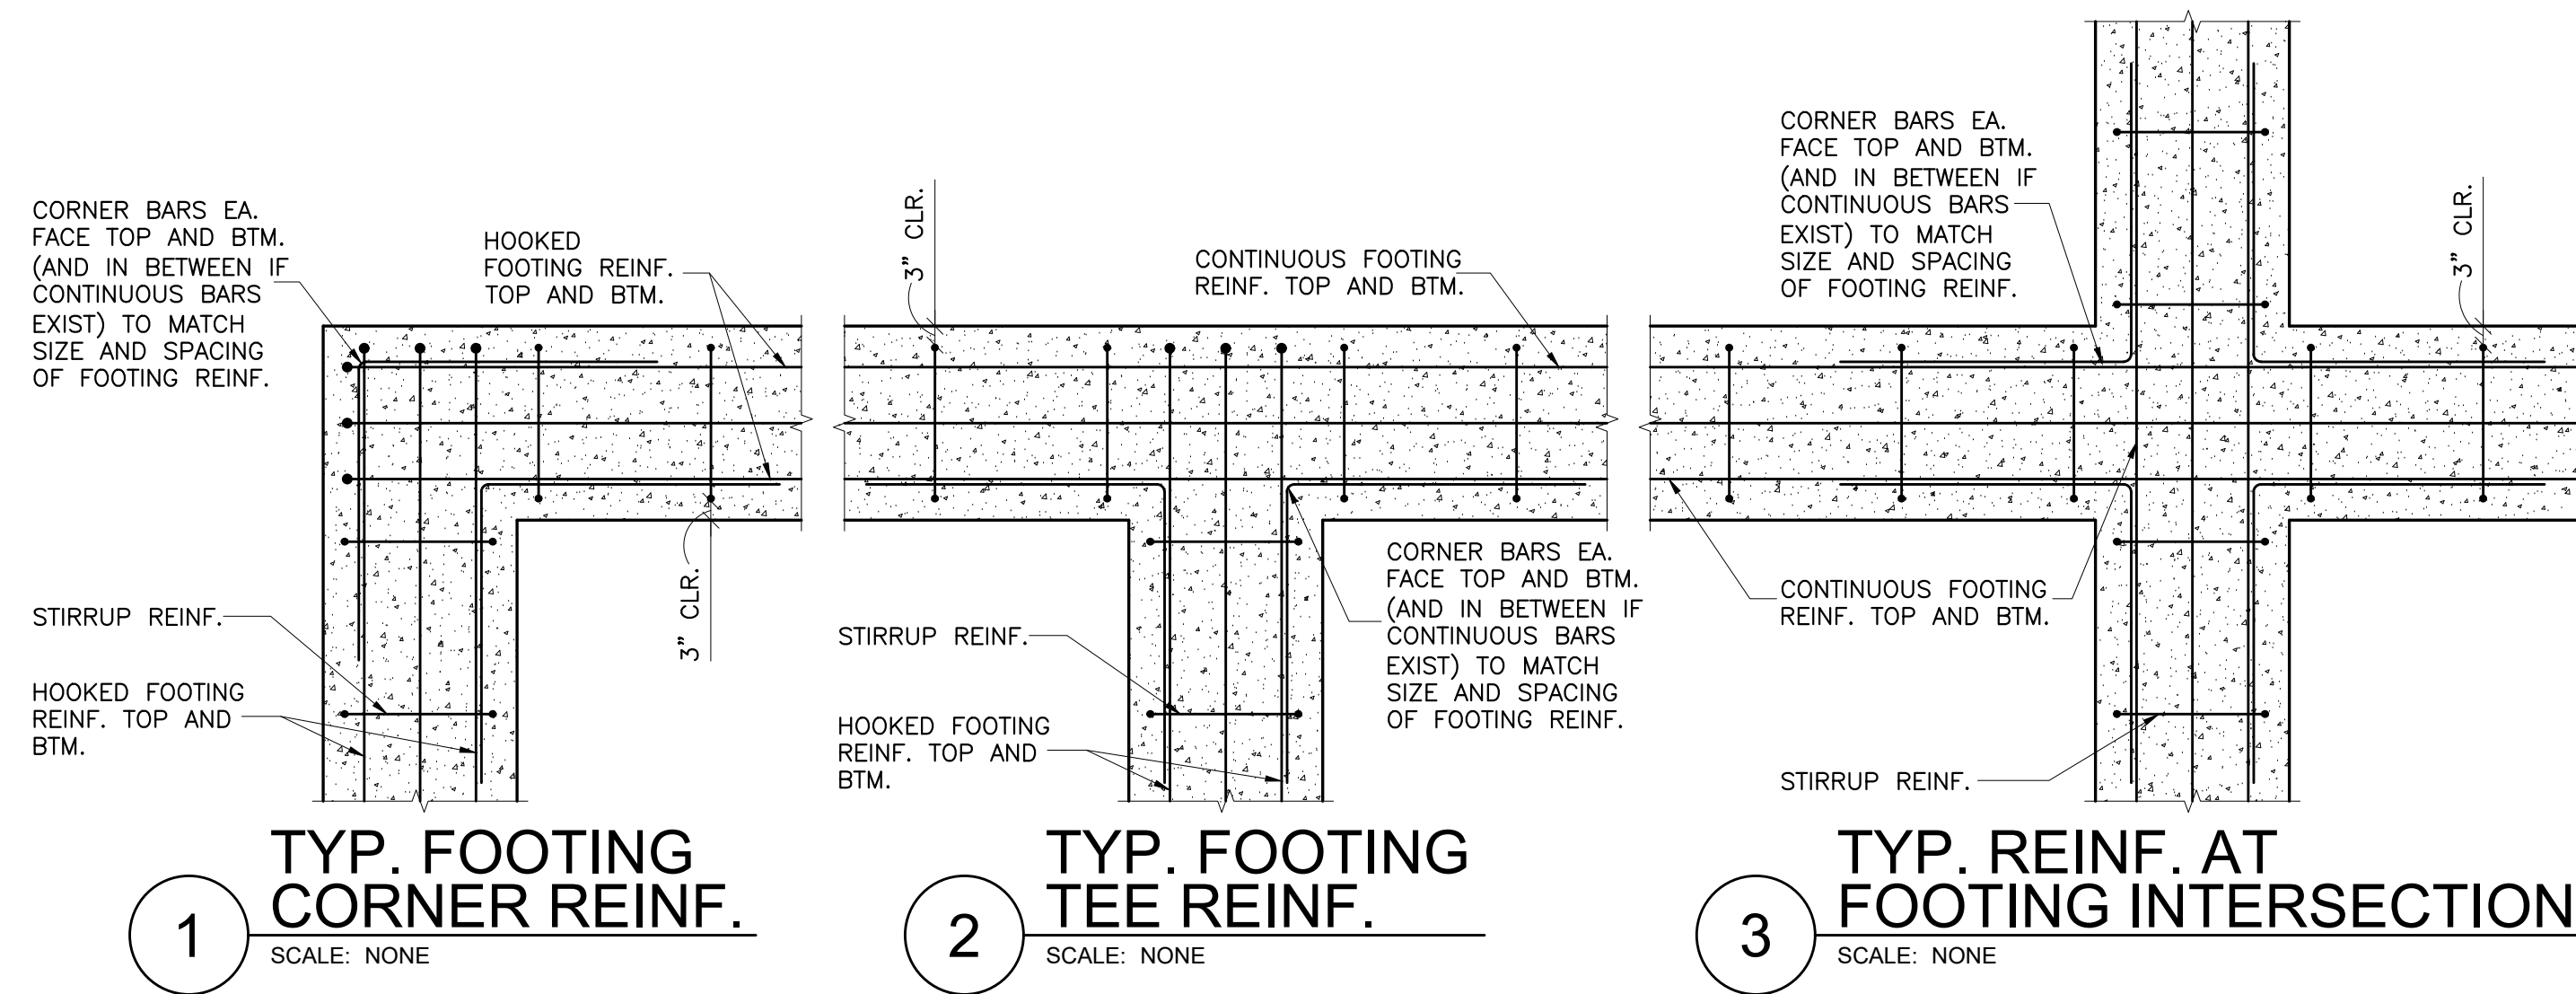 CORNER BARS EA.
FACE TOP AND BTM.
(AND IN BETWEEN IF
CONTINUOUS BARS
EXIST) TO MATCH
SIZE AND SPACING
OF FOOTING REINF.
HOOKED
FOOTING REINF.
TOP AND BTM.
STIRRUP REINF.
HOOKED FOOTING
REINF. TOP AND
BTM.
3" CLR.
1
TYP. FOOTING
CORNER REINF.
SCALE: NONE
3" CLR.
CONTINUOUS FOOTING
REINF. TOP AND BTM.
STIRRUP REINF.
HOOKED FOOTING
REINF. TOP AND
BTM.
CORNER BARS EA.
FACE TOP AND BTM.
(AND IN BETWEEN IF
CONTINUOUS BARS
EXIST) TO MATCH
SIZE AND SPACING
OF FOOTING REINF.
2
TYP. FOOTING
TEE REINF.
SCALE: NONE
CORNER BARS EA.
FACE TOP AND BTM.
(AND IN BETWEEN IF
CONTINUOUS BARS
EXIST) TO MATCH
SIZE AND SPACING
OF FOOTING REINF.
3" CLR.
CONTINUOUS FOOTING
REINF. TOP AND BTM.
STIRRUP REINF.
3
TYP. REINF. AT
FOOTING INTERSECTION
SCALE: NONE